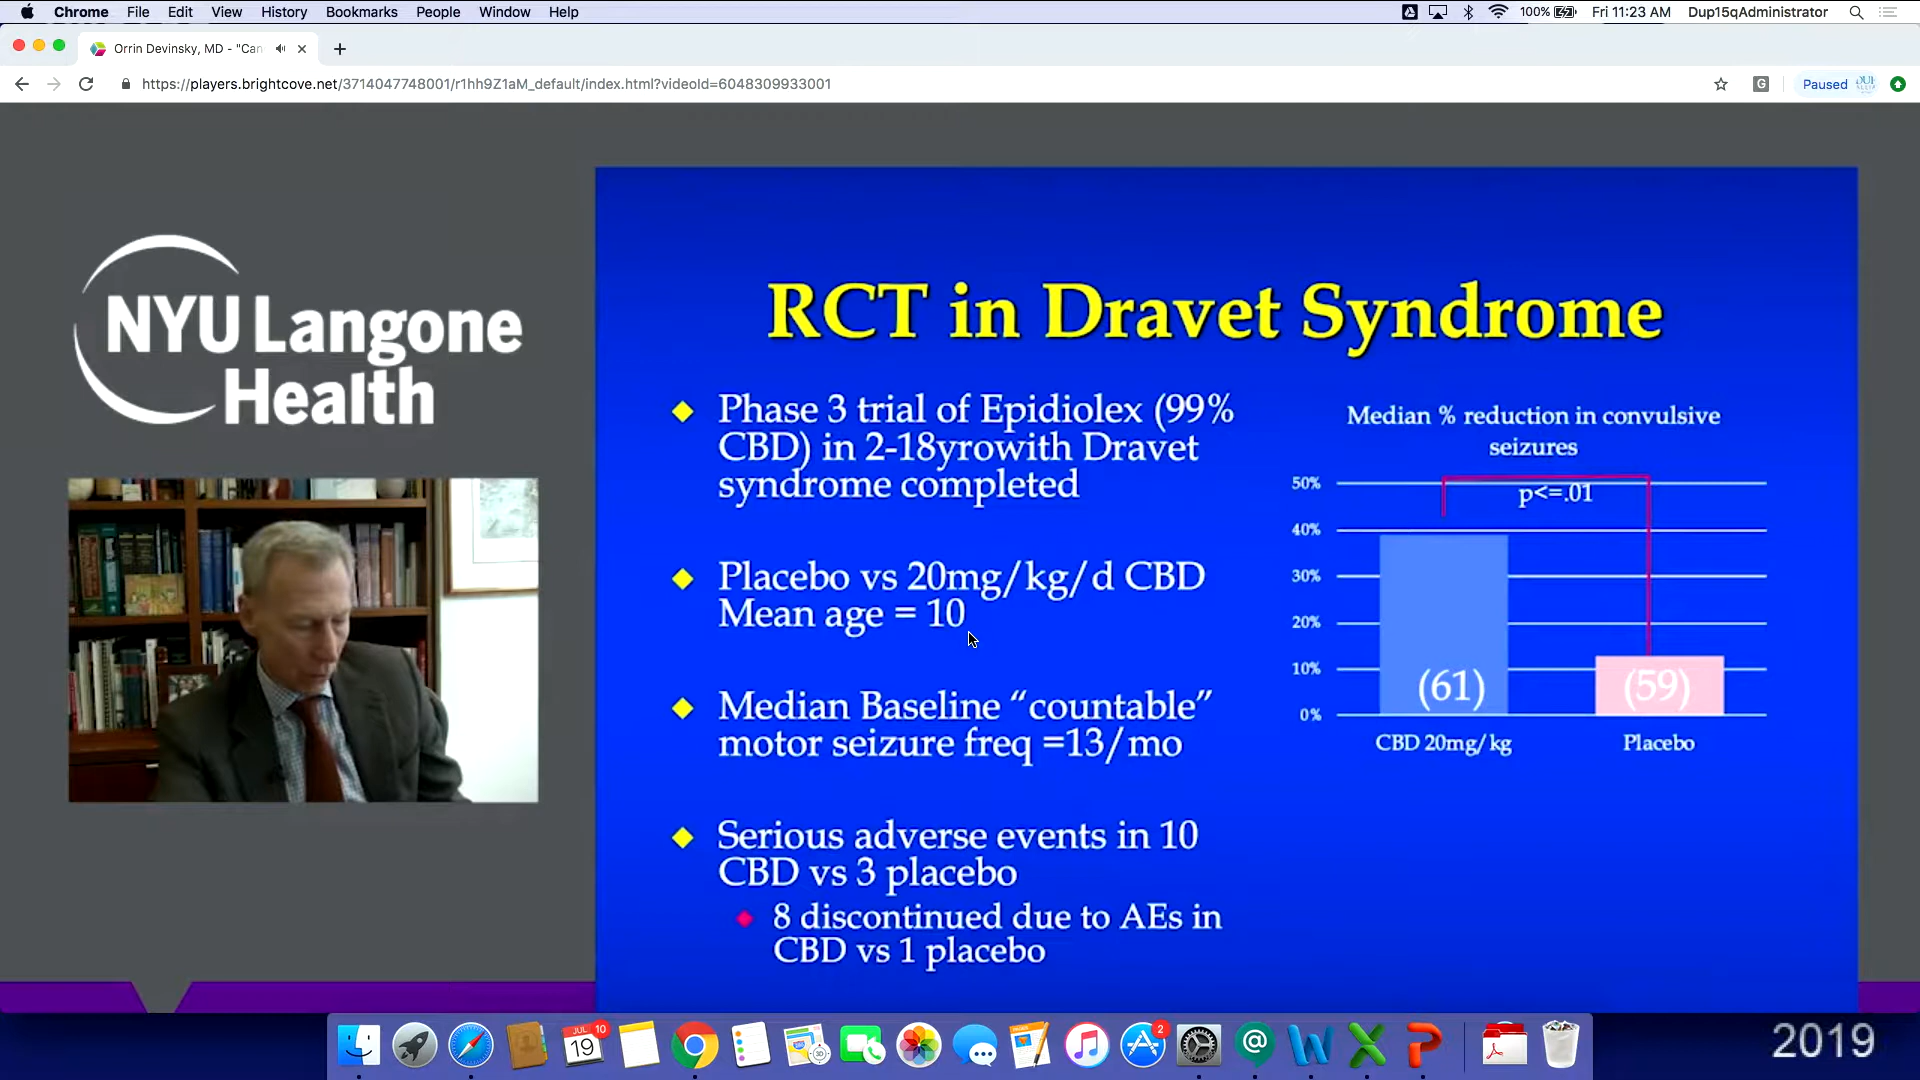 Chrome File Edit View History Bookmarks People Window Help 100% Fri 11:23 AM Dup15qAdministrator
Orrin Devinsky, MD - "Can
https://players.brightcove.net/3714047748001/r1hh9Z1aM_default/index.html?videoId=6048309933001 G Paused
NYU Langone
Health
RCT in Dravet Syndrome
Phase 3 trial of Epidiolex (99%
CBD) in 2-18yrowith Dravet
syndrome completed
Placebo vs 20mg/kg/d CBD
Mean age = 10
Median Baseline “countable”
motor seizure freq =13/mo
Serious adverse events in 10
CBD vs 3 placebo
8 discontinued due to AEs in
CBD vs 1 placebo
Median % reduction in convulsive
seizures
50%
p<=.01
40%
30%
20%
10%
(61) (59)
0%
CBD 20mg/kg Placebo
JUL 10
19
2
2019